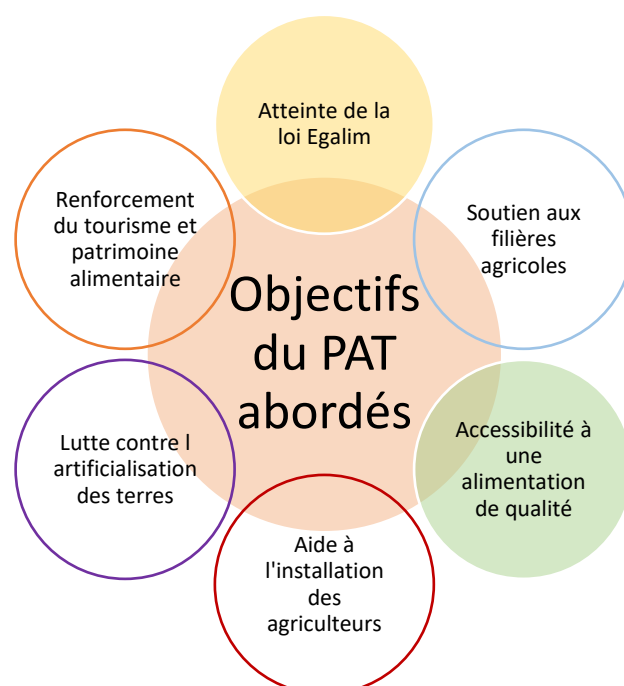 Atteinte de la
loi Egalim
Renforcement
du tourisme et
patrimoine
alimentaire
Soutien aux
filières
agricoles
Objectifs
du PAT
abordés
Lutte contre l
artificialisation
des terres
Accessibilité à
une
alimentation
de qualité
Aide à
l'installation
des
agriculteurs